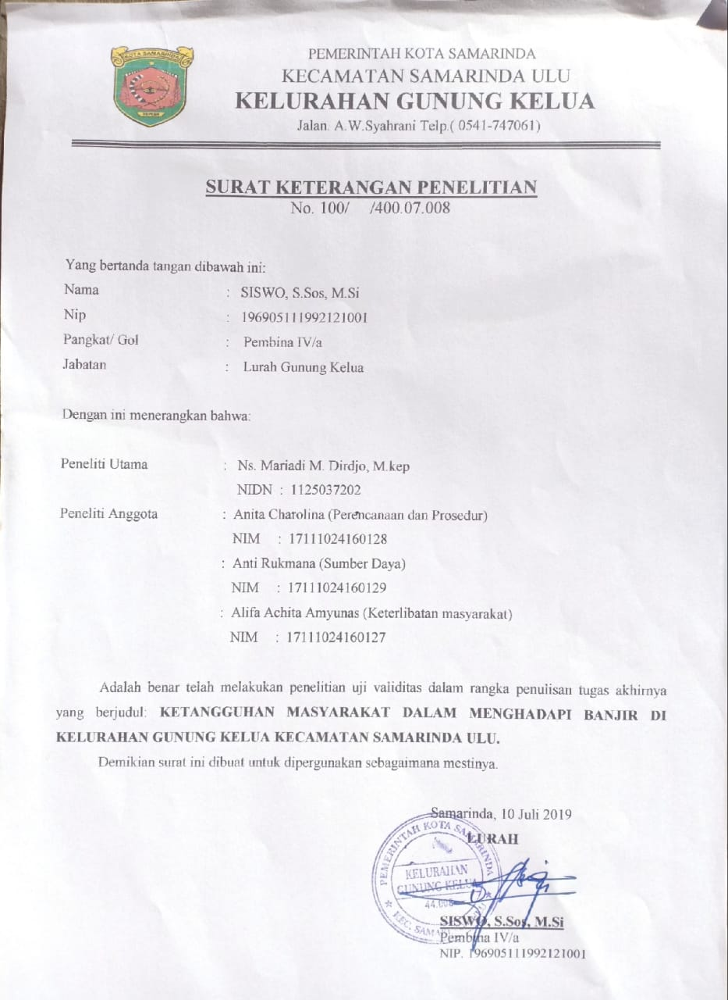 KOTA SAMARINDA
PEMERINTAH KOTA SAMARINDA
KECAMATAN SAMARINDA ULU
KELURAHAN GUNUNG KELUA
Jalan. A.W.Syahrani Telp.( 0541-747061)
SURAT KETERANGAN PENELITIAN
No. 100/ /400.07.008
Yang bertanda tangan dibawah ini:
Nama : SISWO, S.Sos, M.Si
Nip : 196905111992121001
Pangkat/ Gol : Pembina IV/a
Jabatan : Lurah Gunung Kelua
Dengan ini menerangkan bahwa:
Peneliti Utama : Ns. Mariadi M. Dirdjo, M.kep
NIDN : 1125037202
Peneliti Anggota : Anita Charolina (Perencanaan dan Prosedur)
NIM : 17111024160128
: Anti Rukmana (Sumber Daya)
NIM : 17111024160129
: Alifa Achita Amyunas (Keterlibatan masyarakat)
NIM : 17111024160127
Adalah benar telah melakukan penelitian uji validitas dalam rangka penulisan tugas akhirnya
yang berjudul: KETANGGUHAN MASYARAKAT DALAM MENGHADAPI BANJIR DI
KELURAHAN GUNUNG KELUA KECAMATAN SAMARINDA ULU.
Demikian surat ini dibuat untuk dipergunakan sebagaimana mestinya.
Samarinda, 10 Juli 2019
LURAH
PEMERINTAH KOTA SAMARINDA
KELURAHAN
GUNUNG KELUA
SISWO, S.Sos, M.Si
Pembina IV/a
NIP. 196905111992121001